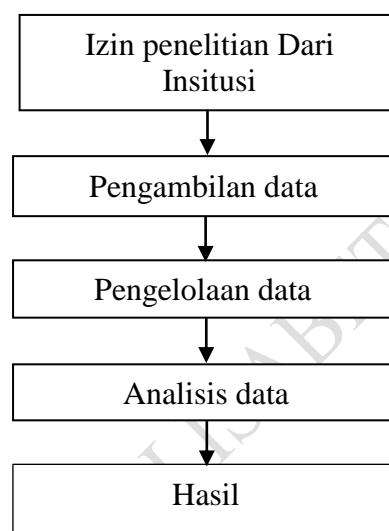 Izin penelitian Dari
Insitusi
Pengambilan data
Pengelolaan data
Analisis data
Hasil